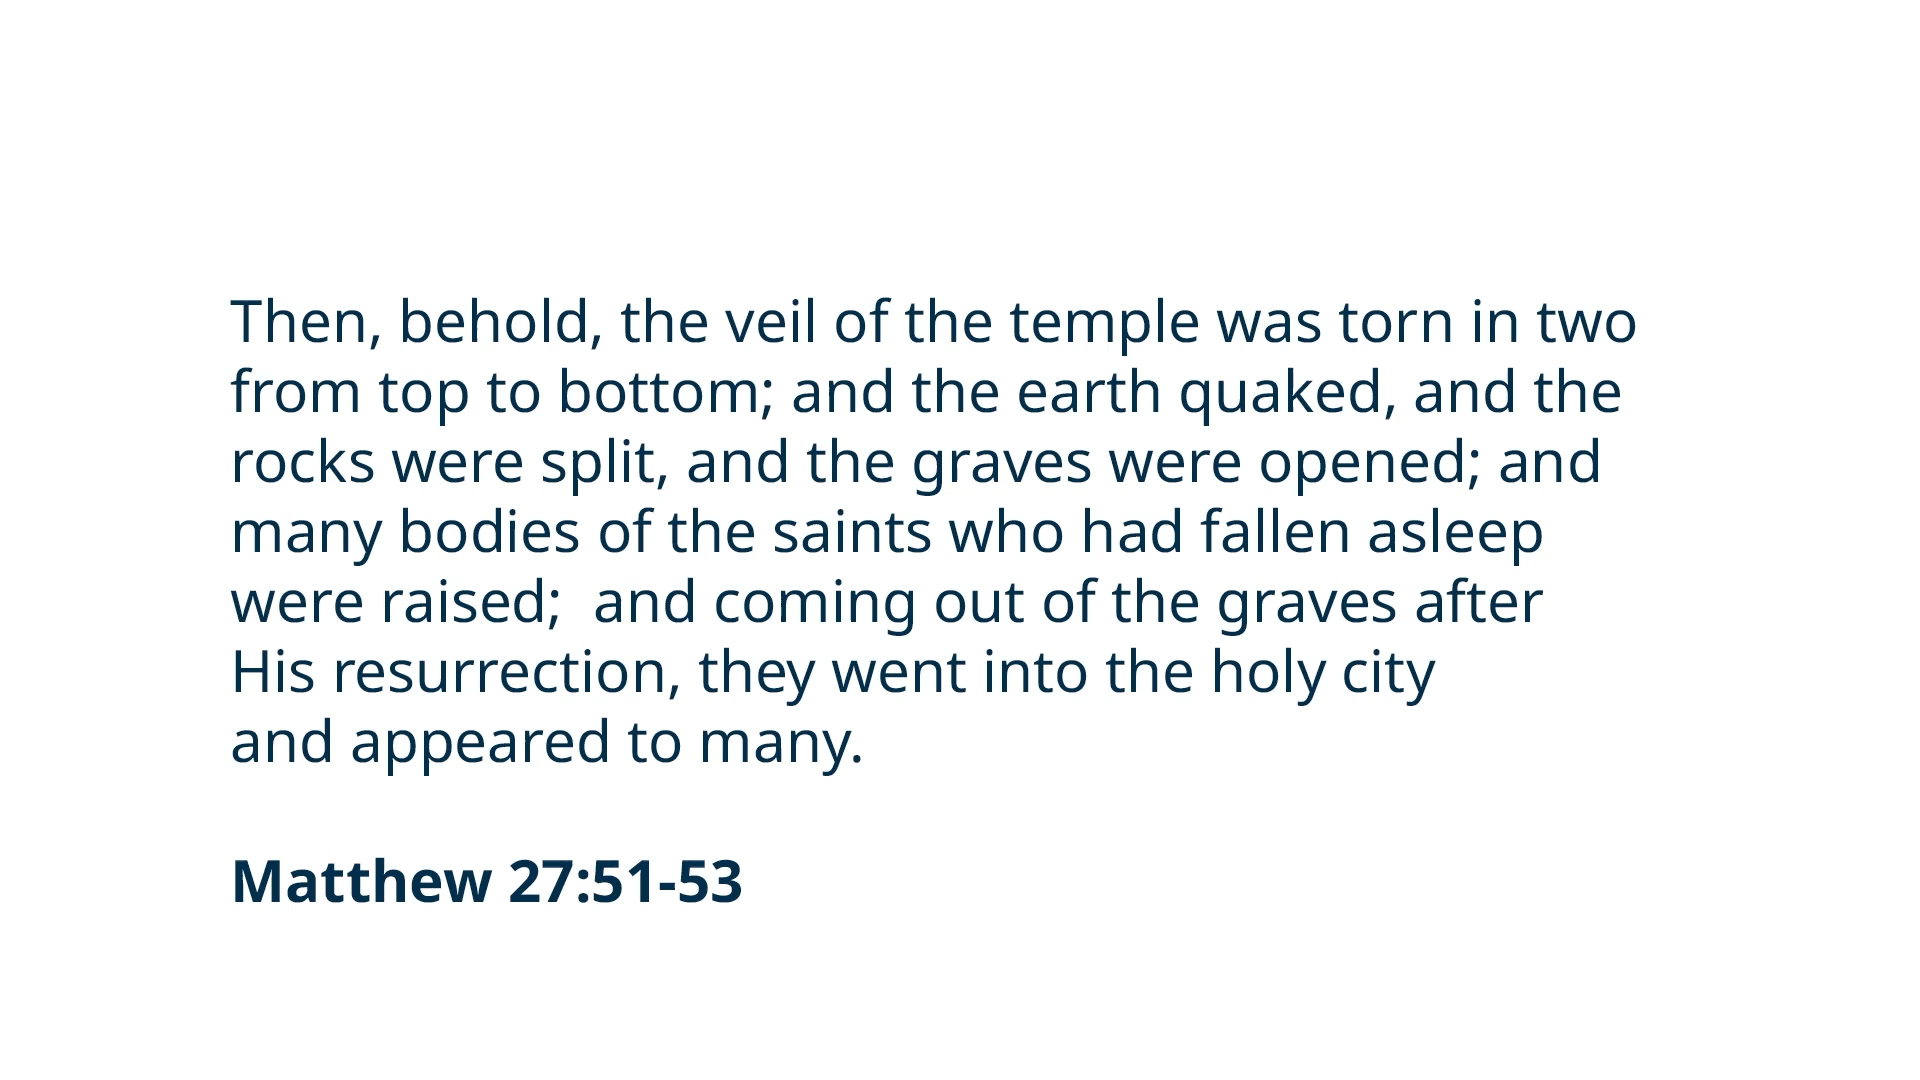 Then, behold, the veil of the temple was torn in two
from top to bottom; and the earth quaked, and the
rocks were split, and the graves were opened; and
many bodies of the saints who had fallen asleep
were raised;  and coming out of the graves after
His resurrection, they went into the holy city
and appeared to many.
Matthew 27:51-53